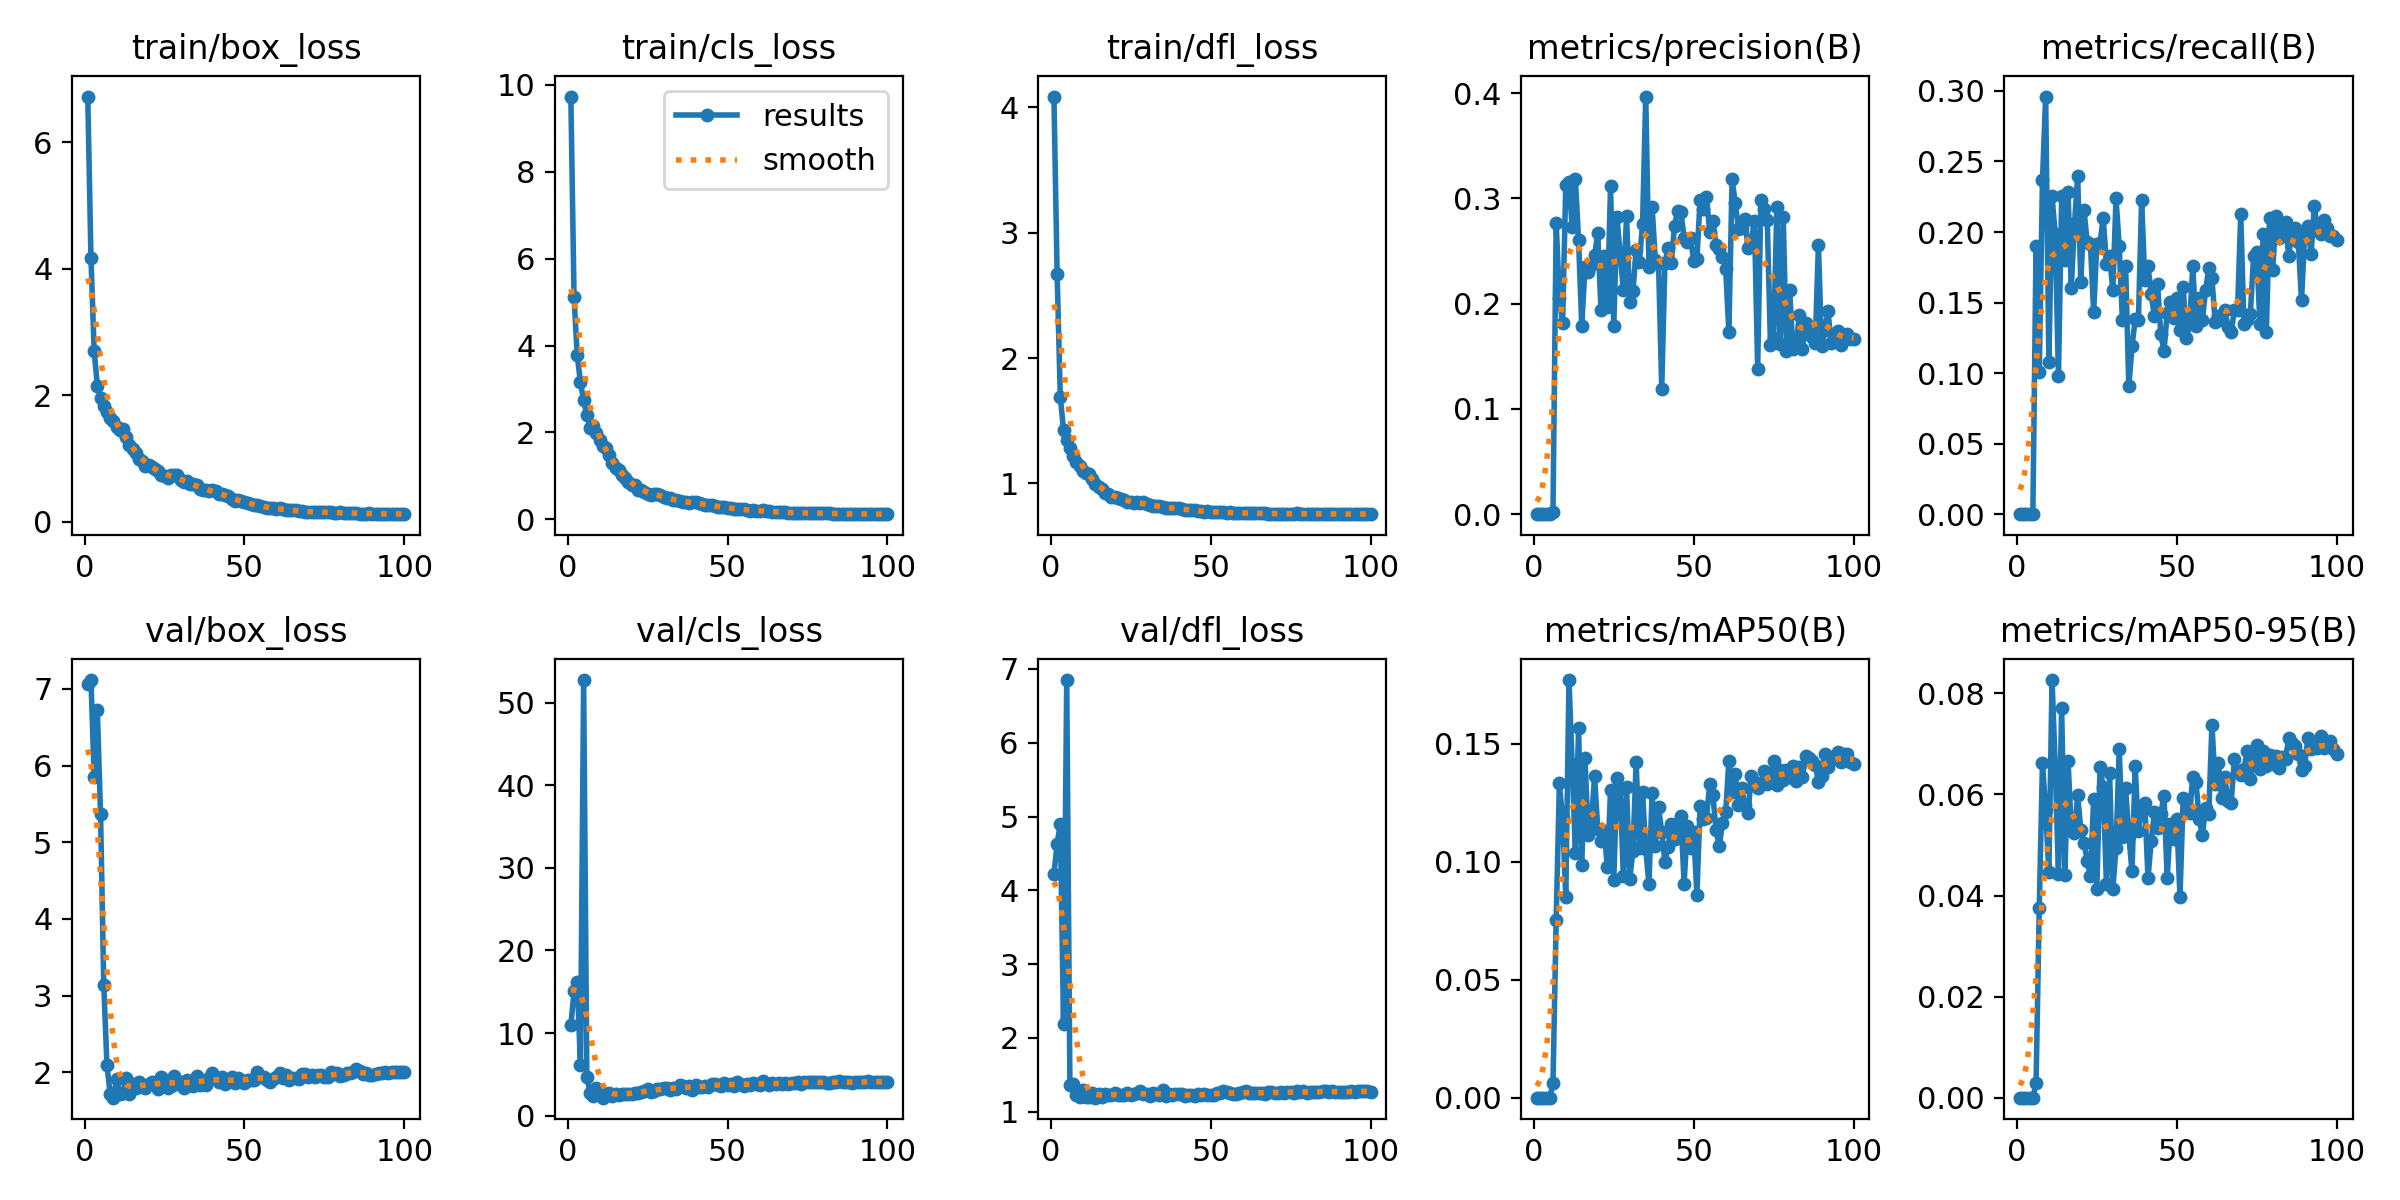 train/box_loss
6
4
2
0
0 50 100
train/cls_loss
results
smooth
10
8
6
4
2
0
0 50 100
train/dfl_loss
4
3
2
1
0 50 100
metrics/precision(B)
0.4
0.3
0.2
0.1
0.0
0 50 100
metrics/recall(B)
0.30
0.25
0.20
0.15
0.10
0.05
0.00
0 50 100
val/box_loss
7
6
5
4
3
2
0 50 100
val/cls_loss
50
40
30
20
10
0
0 50 100
val/dfl_loss
7
6
5
4
3
2
1
0 50 100
metrics/mAP50(B)
0.15
0.10
0.05
0.00
0 50 100
metrics/mAP50-95(B)
0.08
0.06
0.04
0.02
0.00
0 50 100